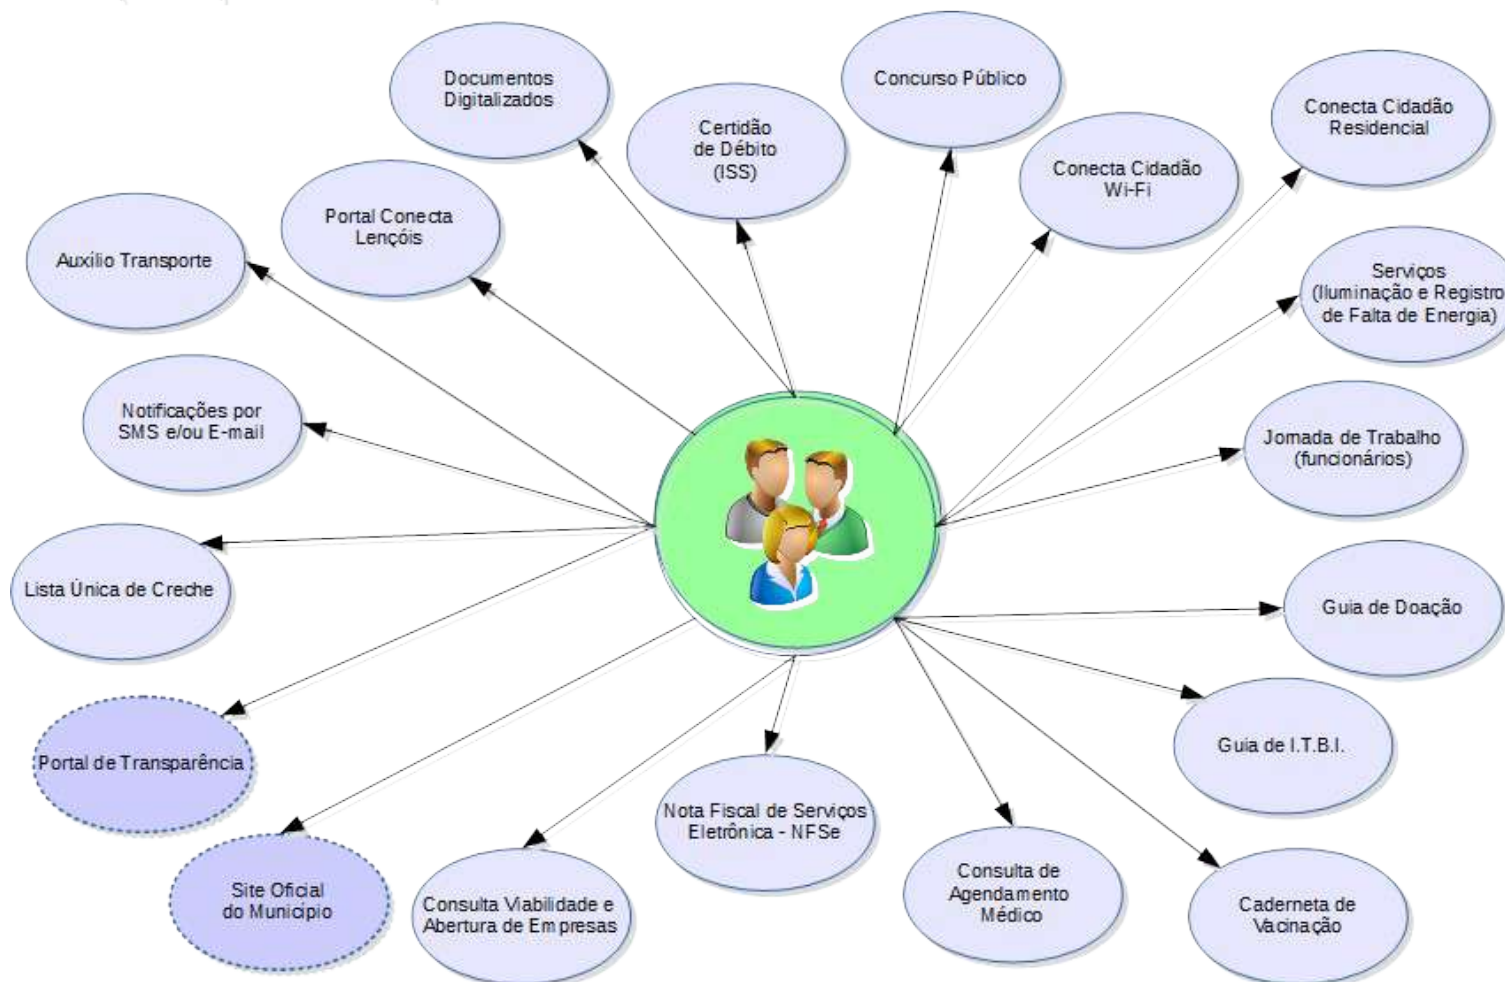 Documentos
Digitalizados
Concurso Público
Conecta Cidadão
Residencial
Certidão
de Débito
(ISS)
Conecta Cidadão
Wi-Fi
Portal Conecta
Lençóis
Auxílio Transporte
Serviços
(Iluminação e Registro
de Falta de Energia)
Notificações por
SMS e/ou E-mail
Jornada de Trabalho
(funcionários)
Lista Única de Creche
Guia de Doação
Portal de Transparência
Guia de I.T.B.I.
Nota Fiscal de Serviços
Eletrônica - NFSe
Site Oficial
do Município
Consulta Viabilidade e
Abertura de Empresas
Consulta de
Agendamento
Médico
Caderneta de
Vacinação